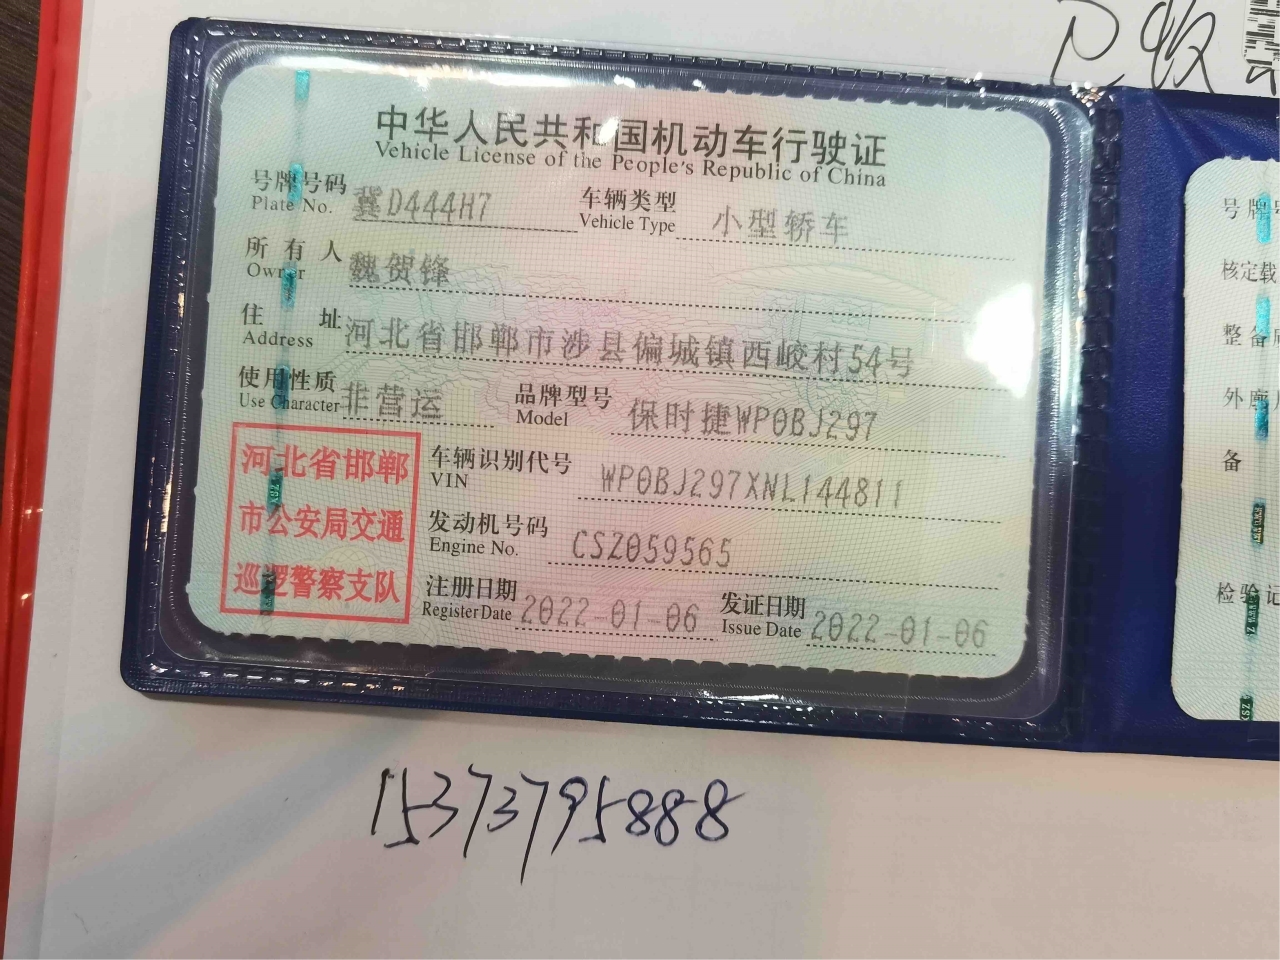 已收
中华人民共和国机动车行驶证
Vehicle License of the People's Republic of China
号牌号码 冀D444H7 车辆类型 小型轿车
Plate No. Vehicle Type
所有人 魏贺锋
Owner
住址 河北省邯郸市涉县偏城镇西峧村54号
Address
使用性质 非营运 品牌型号 保时捷WP0BJ297
Use Character Model
河北省邯郸
市公安局交通
巡逻警察支队
车辆识别代号 WP0BJ297XNL144811
VIN
发动机号码 CSZ059565
Engine No.
注册日期 2022-01-06 发证日期 2022-01-06
Register Date Issue Date
号牌
核定载
整备
外廓
备
检验记
15373795888